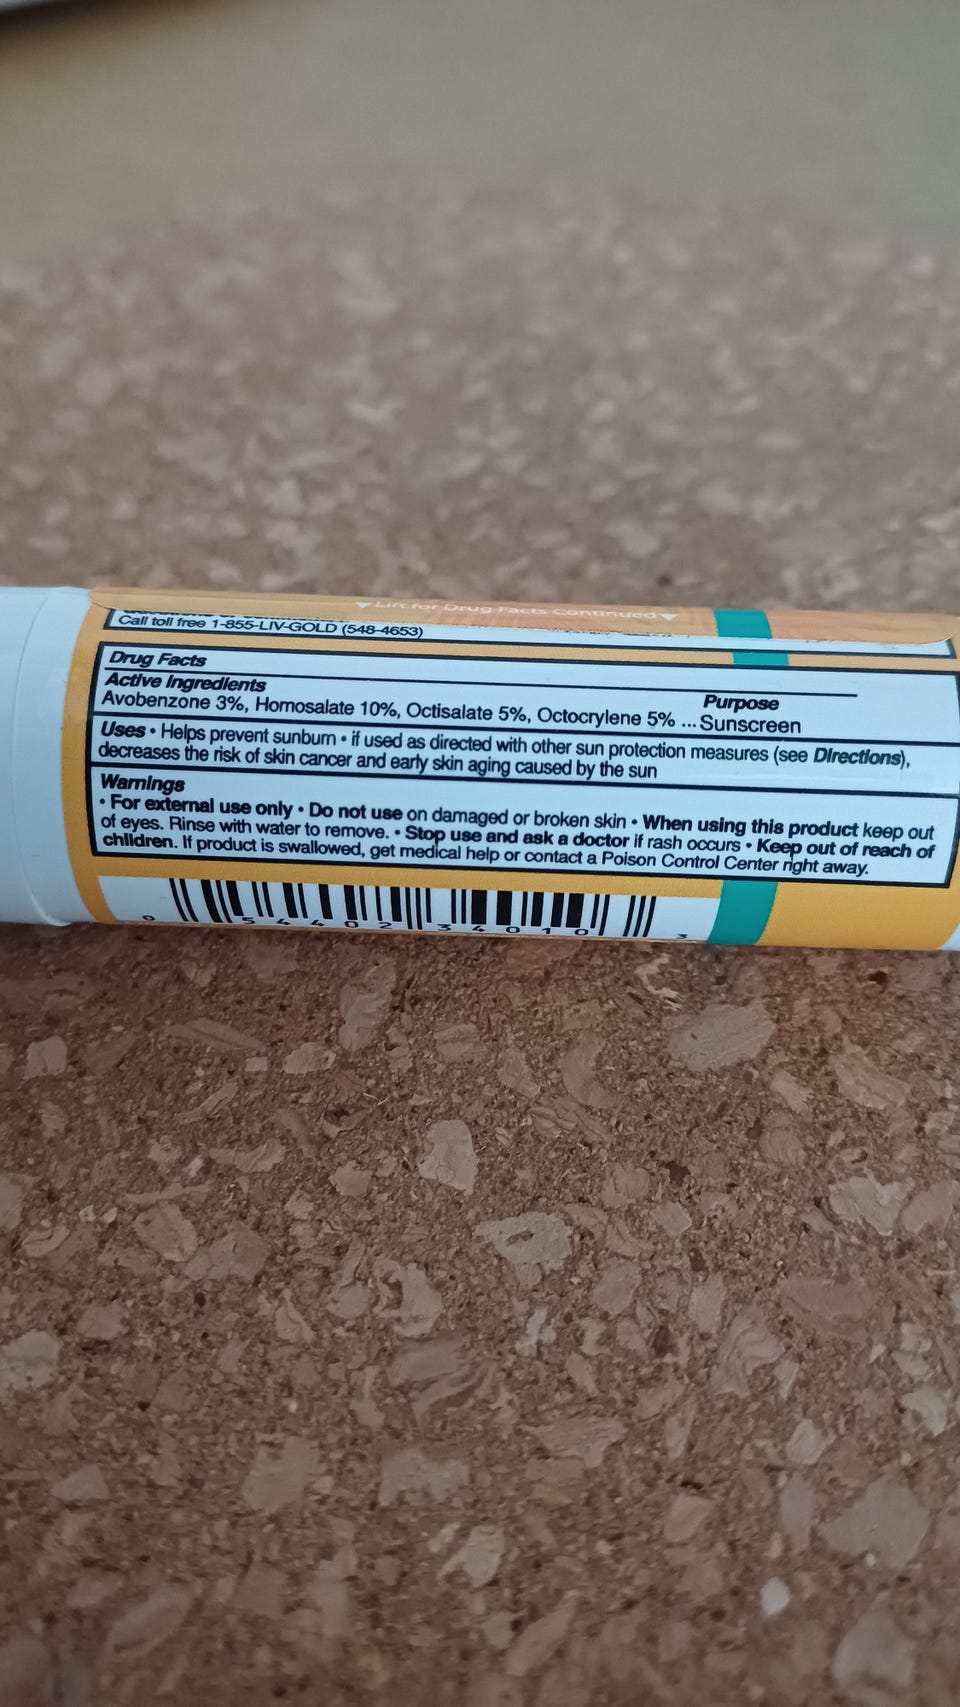 ▼ Lift for Drug Facts Continued ▼
Call toll free 1-855-LIV-GOLD (548-4653)
Drug Facts
Active Ingredients Purpose
Avobenzone 3%, Homosalate 10%, Octisalate 5%, Octocrylene 5% ... Sunscreen
Uses • Helps prevent sunburn • if used as directed with other sun protection measures (see Directions),
decreases the risk of skin cancer and early skin aging caused by the sun
Warnings
• For external use only • Do not use on damaged or broken skin • When using this product keep out
of eyes. Rinse with water to remove. • Stop use and ask a doctor if rash occurs • Keep out of reach of
children. If product is swallowed, get medical help or contact a Poison Control Center right away.
0 54402 34010 3